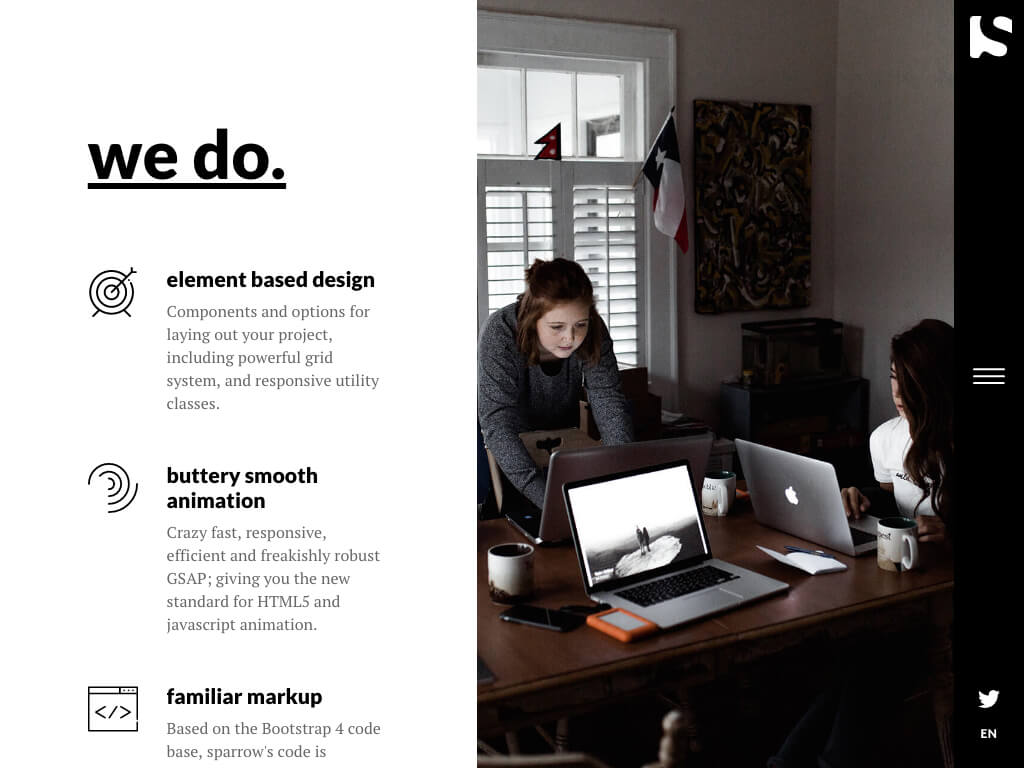 we do.
element based design
Components and options for
laying out your project,
including powerful grid
system, and responsive utility
classes.
buttery smooth
animation
Crazy fast, responsive,
efficient and freakishly robust
GSAP; giving you the new
standard for HTML5 and
javascript animation.
familiar markup
Based on the Bootstrap 4 code
base, sparrow's code is
S
EN